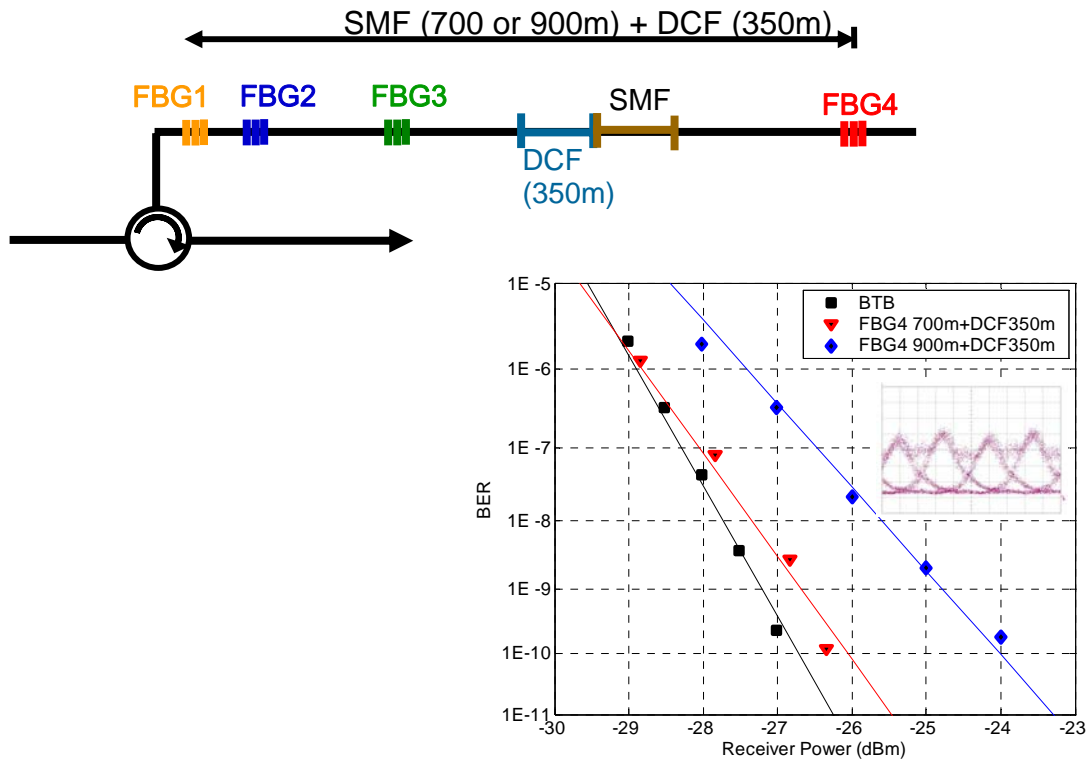 SMF (700 or 900m) + DCF (350m)
FBG1 FBG2 FBG3 SMF FBG4
DCF
(350m)
1E -5
1E -6
1E -7
1E -8
1E -9
1E -10
1E-11
BER
BTB
FBG4 700m+DCF350m
FBG4 900m+DCF350m
-30 -29 -28 -27 -26 -25 -24 -23
Receiver Power (dBm)